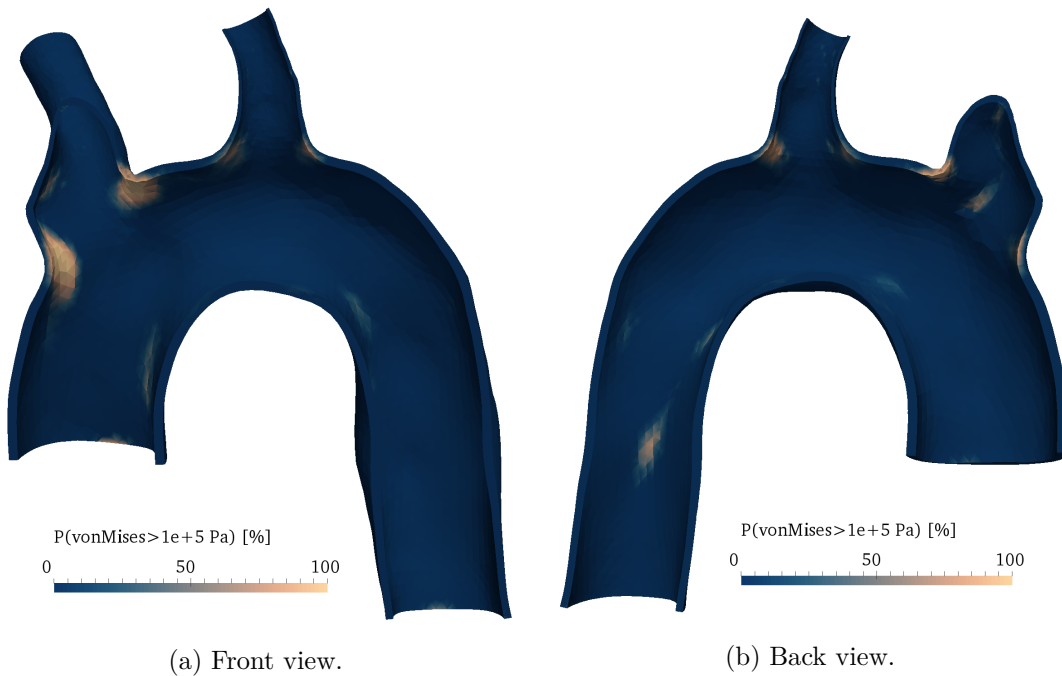 P(vonMises>1e+5 Pa) [%]
0 50 100
(a) Front view.
P(vonMises>1e+5 Pa) [%]
0 50 100
(b) Back view.